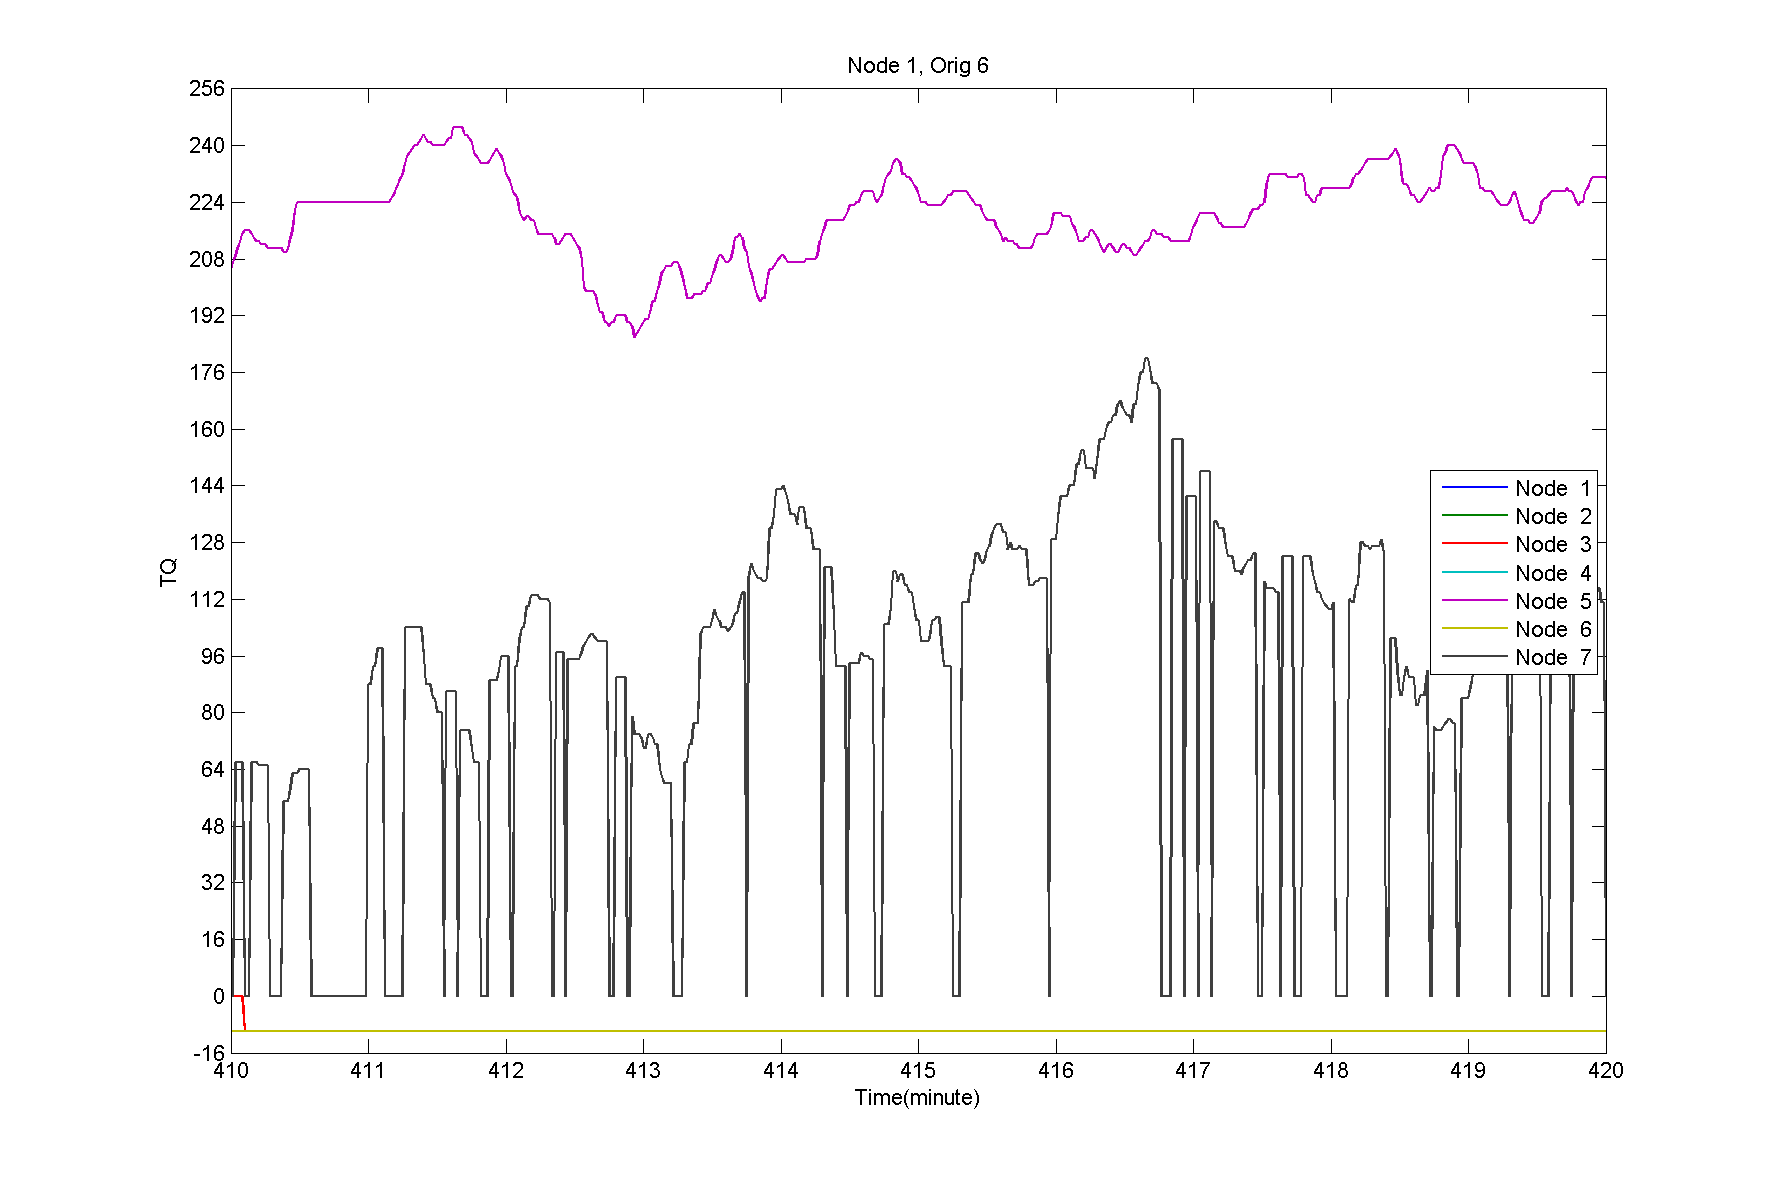 Node 1, Orig 6
256
240
224
208
192
176
160
144
128
112
96
80
64
48
32
16
0
-16
TQ
410 411 412 413 414 415 416 417 418 419 420
Time(minute)
Node 1
Node 2
Node 3
Node 4
Node 5
Node 6
Node 7